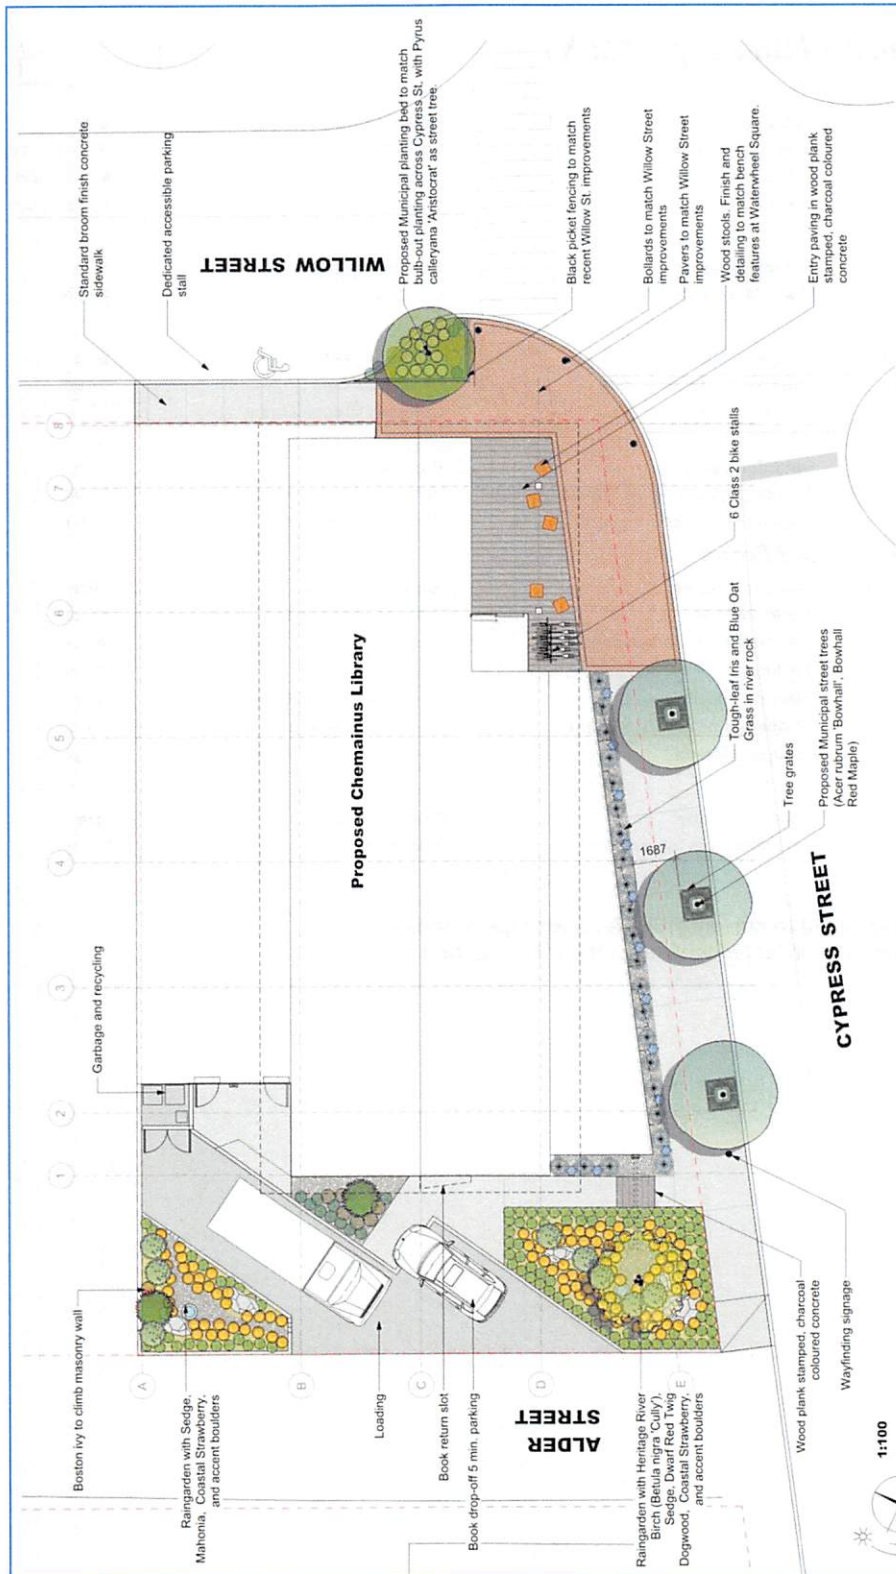 Standard broom finish concrete
sidewalk
Dedicated accessible parking
stall
WILLOW STREET
Proposed Municipal planting bed to match
bulb-out planting across Cypress St. with Pyrus
calleryana 'Aristocrat' as street tree.
Black picket fencing to match
recent Willow St. improvements
Bollards to match Willow Street
improvements
Pavers to match Willow Street
improvements
Wood stools. Finish and
detailing to match bench
features at Waterwheel Square.
Entry paving in wood plank
stamped, charcoal coloured
concrete
6 Class 2 bike stalls
8
7
6
5
4
3
2
1
Proposed Chemainus Library
Garbage and recycling
Tough-leaf Iris and Blue Oat
Grass in river rock
Tree grates
1687
Proposed Municipal street trees
(Acer rubrum 'Bowhall', Bowhall
Red Maple)
CYPRESS STREET
Boston ivy to climb masonry wall
Raingarden with Sedge,
Mahonia, Coastal Strawberry,
and accent boulders
A
B
C
D
E
Loading
Book return slot
Book drop-off 5 min. parking
ALDER
STREET
Raingarden with Heritage River
Birch (Betula nigra 'Cully'),
Sedge, Dwarf Red Twig
Dogwood, Coastal Strawberry,
and accent boulders
Wood plank stamped, charcoal
coloured concrete
Wayfinding signage
1:100